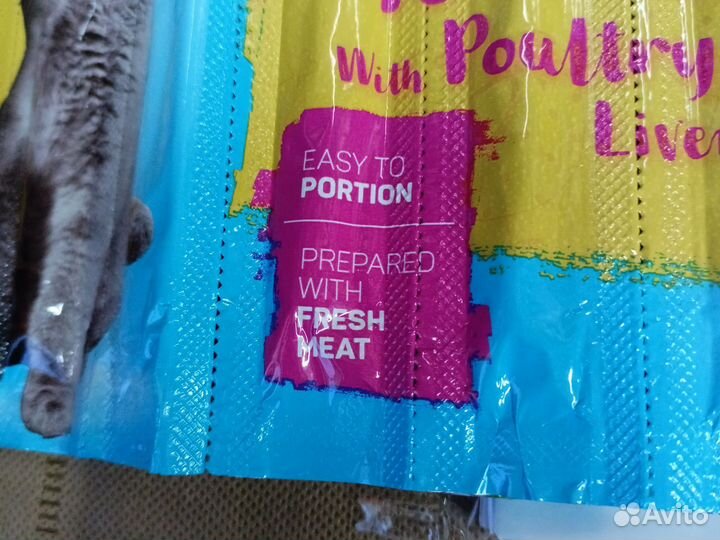 With Poultry
Liver
EASY TO
PORTION
PREPARED
WITH
FRESH
MEAT
Avito